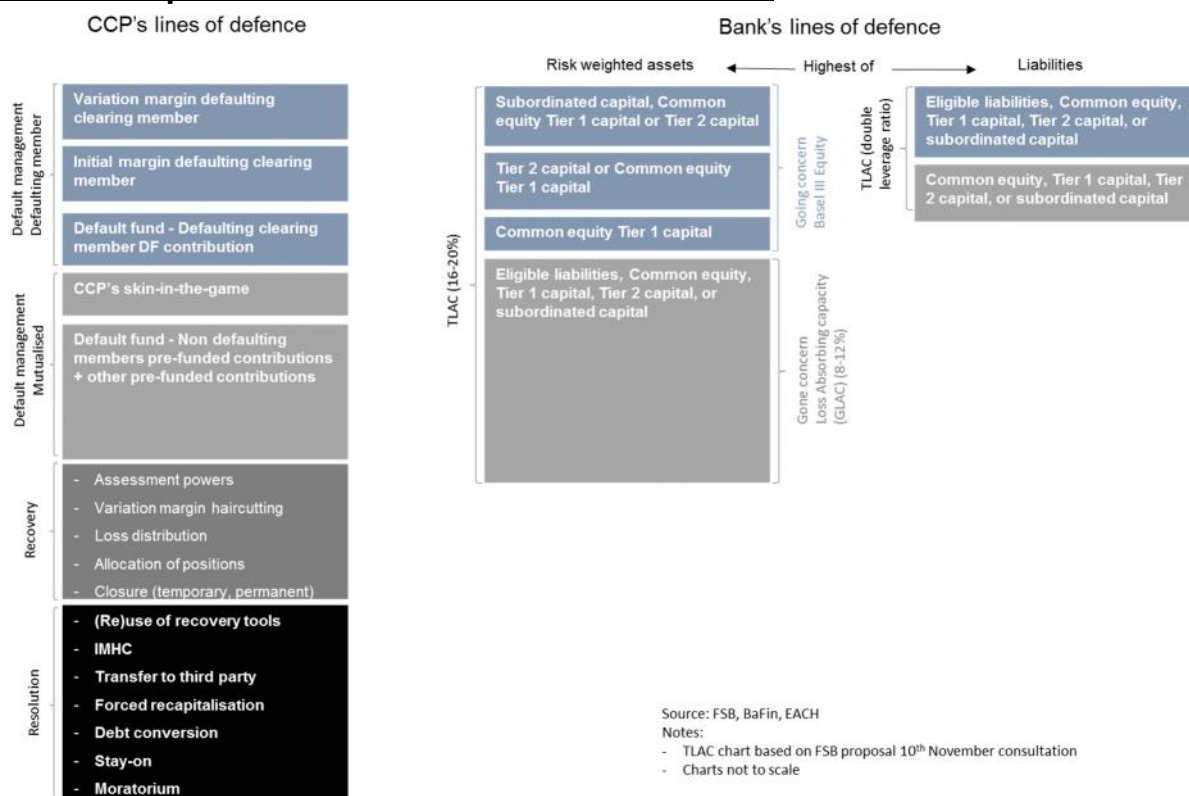 CCP's lines of defence
Default management
Defaulting member
Variation margin defaulting
clearing member
Initial margin defaulting clearing
member
Default fund - Defaulting clearing
member DF contribution
Default management
Mutualised
CCP's skin-in-the-game
Default fund - Non defaulting
members pre-funded contributions
+ other pre-funded contributions
Recovery
- Assessment powers
- Variation margin haircutting
- Loss distribution
- Allocation of positions
- Closure (temporary, permanent)
Resolution
- (Re)use of recovery tools
- IMHC
- Transfer to third party
- Forced recapitalisation
- Debt conversion
- Stay-on
- Moratorium
Bank's lines of defence
Risk weighted assets
Highest of
Liabilities
TLAC (16-20%)
Subordinated capital, Common
equity Tier 1 capital or Tier 2 capital
Tier 2 capital or Common equity
Tier 1 capital
Common equity Tier 1 capital
Going concern
Basel III Equity
Eligible liabilities, Common equity,
Tier 1 capital, Tier 2 capital, or
subordinated capital
Gone concern
Loss Absorbing capacity
(GLAC) (8-12%)
TLAC (double
leverage ratio)
Eligible liabilities, Common equity,
Tier 1 capital, Tier 2 capital, or
subordinated capital
Common equity, Tier 1 capital, Tier
2 capital, or subordinated capital
Source: FSB, BaFin, EACH
Notes:
- TLAC chart based on FSB proposal 10th November consultation
- Charts not to scale